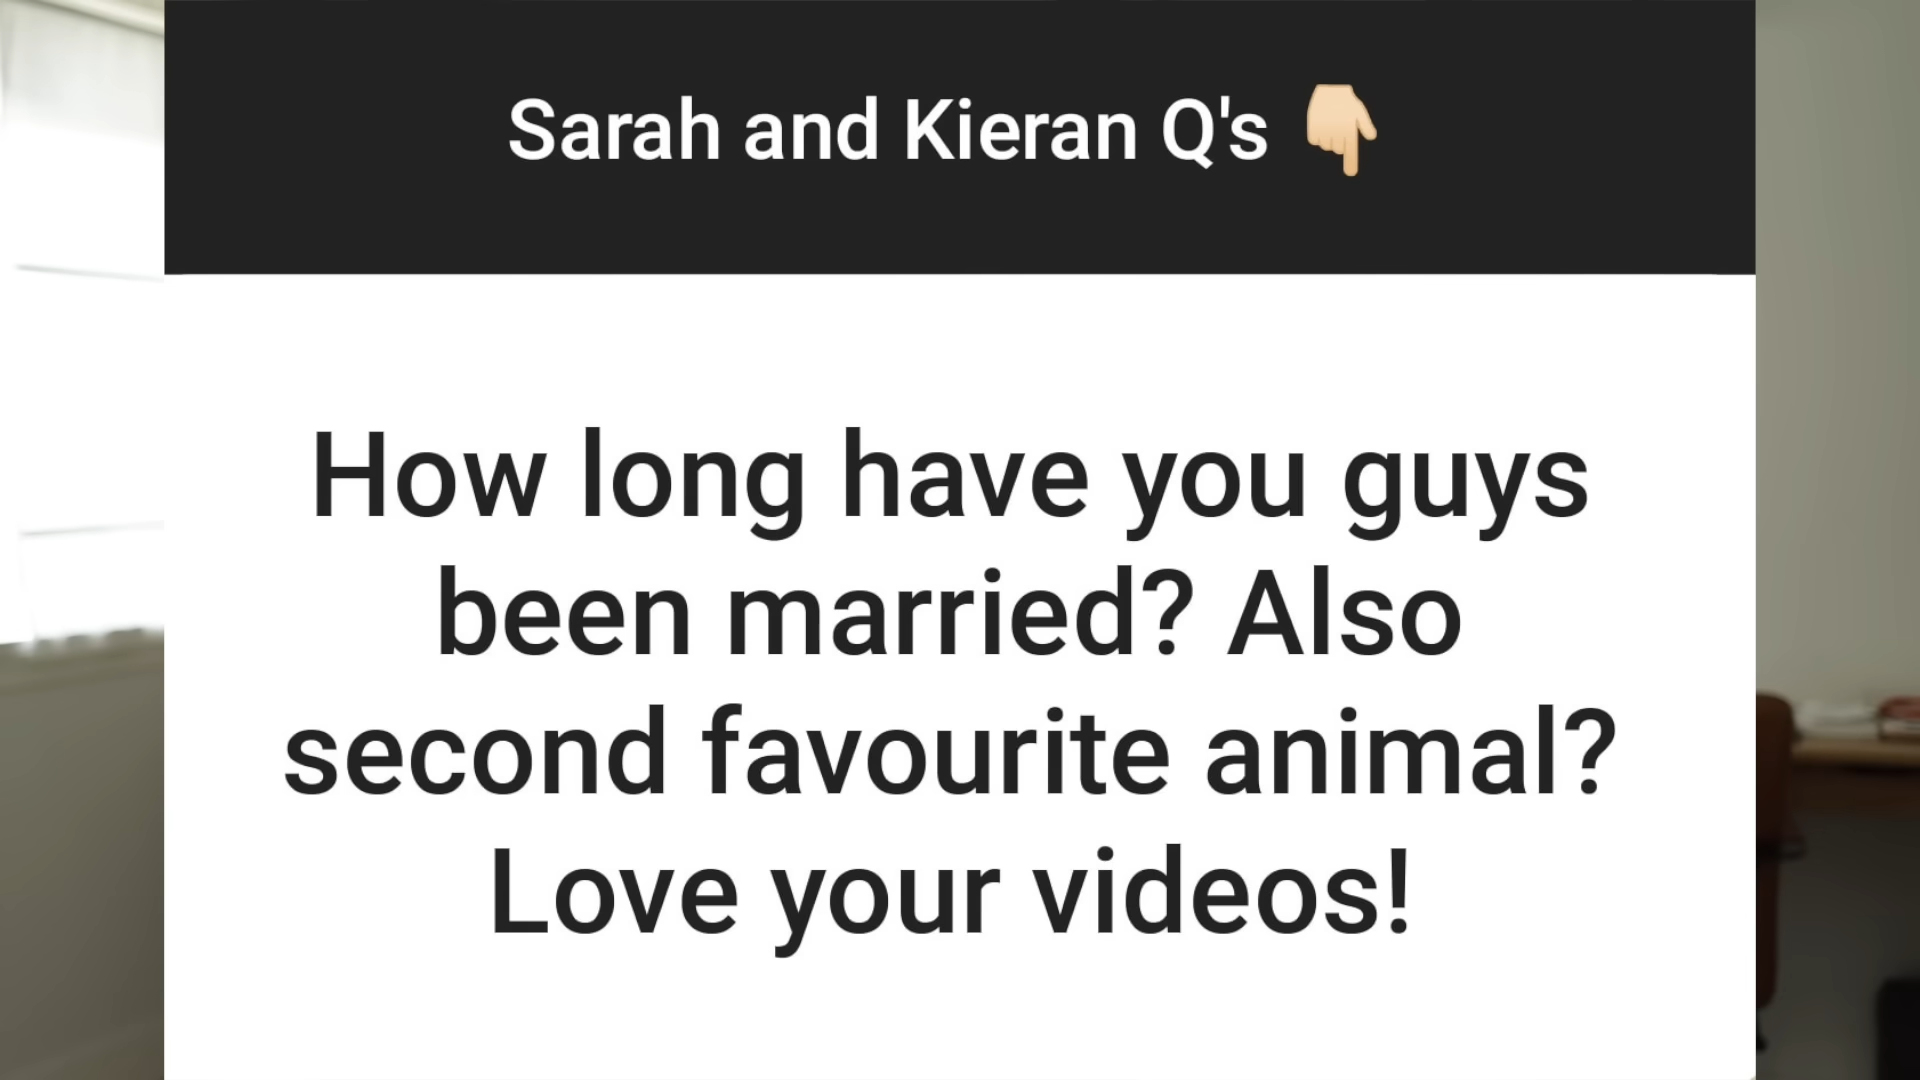 Sarah and Kieran Q's 👇🏼
How long have you guys
been married? Also
second favourite animal?
Love your videos!